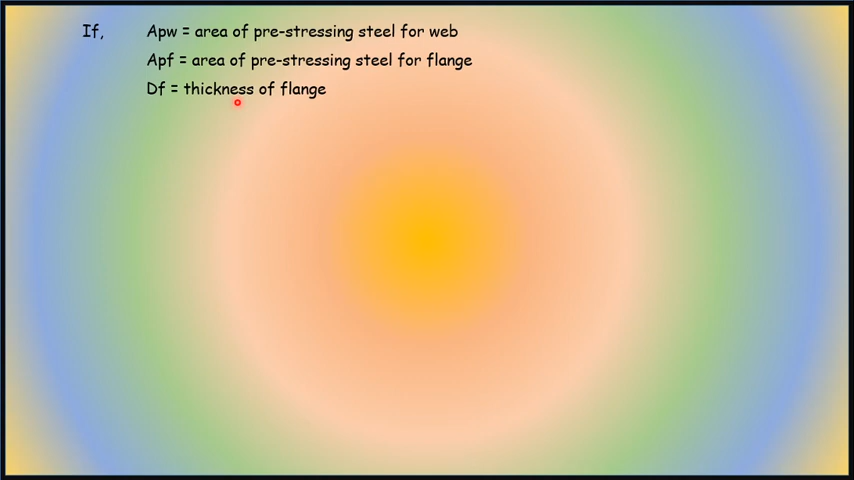 If, Apw = area of pre-stressing steel for web
Apf = area of pre-stressing steel for flange
Df = thickness of flange